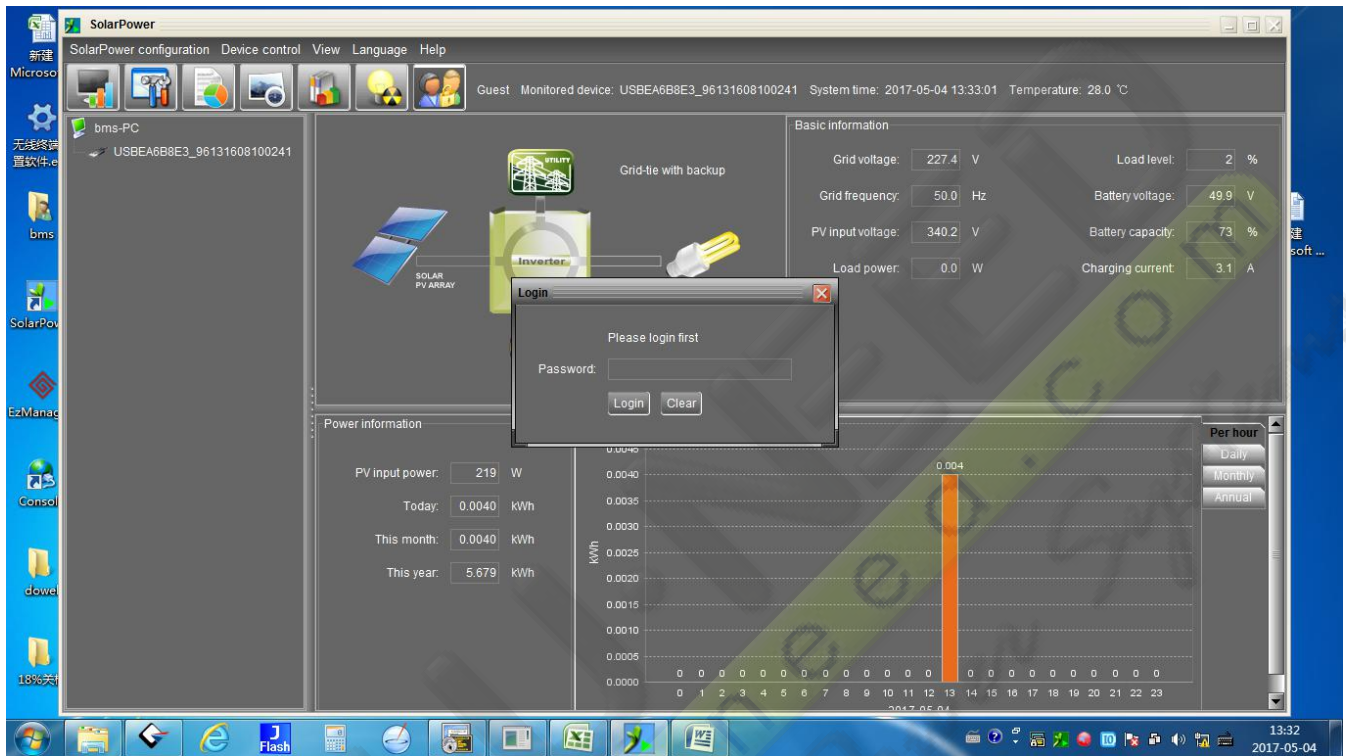 SolarPower
SolarPower configuration Device control View Language Help
Guest Monitored device: USBEA6B8E3_96131608100241 System time: 2017-05-04 13:33:01 Temperature: 28.0 ℃
新建
Microso
置软件.e
bms
SolarPov
EzManag
Consol
dowel
建
soft ...
bms-PC
USBEA6B8E3_96131608100241
UTILITY
Grid-tie with backup
Inverter
SOLAR
PV ARRAY
Basic information
Grid voltage: 227.4 V Load level: 2 %
Grid frequency: 50.0 Hz Battery voltage: 49.9 V
PV input voltage: 340.2 V Battery capacity: 73 %
Load power: 0.0 W Charging current: 3.1 A
Login
Please login first
Password:
Login Clear
Power information
PV input power: 219 W
Today: 0.0040 kWh
This month: 0.0040 kWh
This year: 5.679 kWh
Per hour
Daily
Monthly
Annual
0.004
kWh
0.0040
0.0035
0.0030
0.0025
0.0020
0.0015
0.0010
0.0005
0.0000
0 0 0 0 0 0 0 0 0 0 0 0 0 0 0 0 0 0 0 0 0 0 0
0 1 2 3 4 5 6 7 8 9 10 11 12 13 14 15 16 17 18 19 20 21 22 23
J
Flash
13:32
2017-05-04